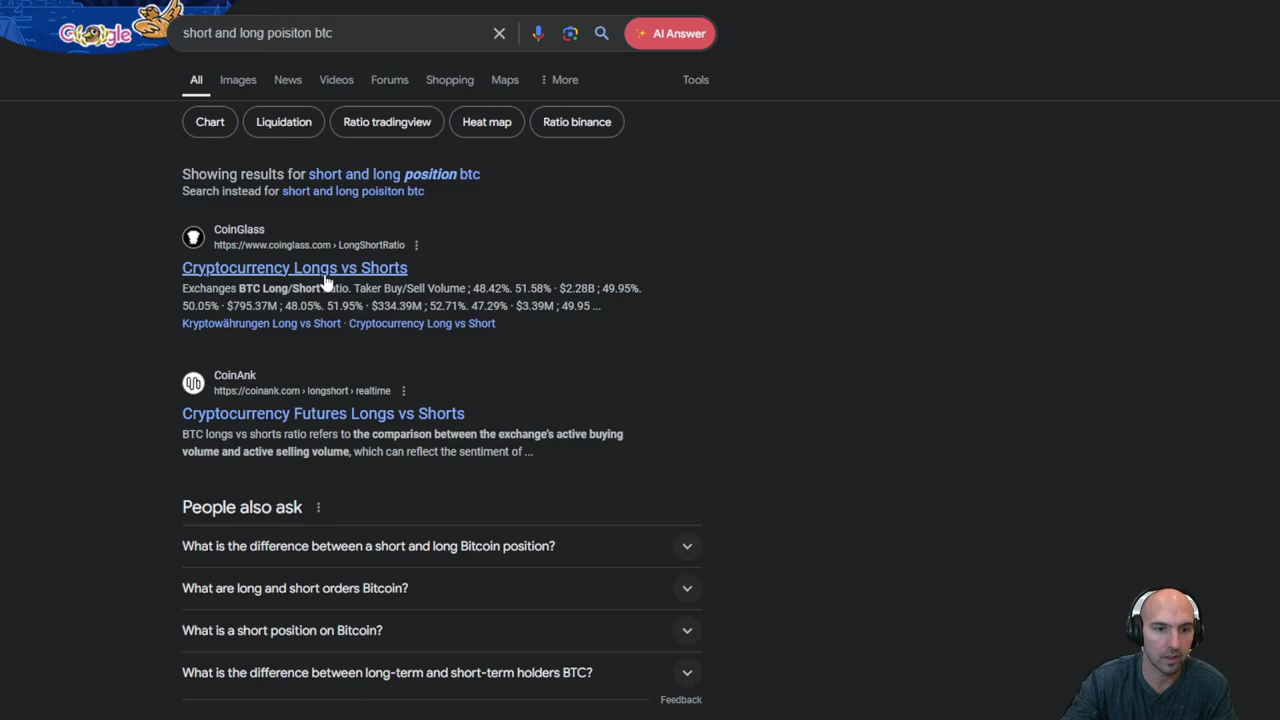 Google
short and long poisiton btc
AI Answer
All Images News Videos Forums Shopping Maps More Tools
Chart Liquidation Ratio tradingview Heat map Ratio binance
Showing results for short and long position btc
Search instead for short and long poisiton btc
CoinGlass
https://www.coinglass.com › LongShortRatio
Cryptocurrency Longs vs Shorts
Exchanges BTC Long/Short Ratio. Taker Buy/Sell Volume ; 48.42%. 51.58% · $2.28B ; 49.95%.
50.05% · $795.37M ; 48.05%. 51.95% · $334.39M ; 52.71%. 47.29% · $3.39M ; 49.95 ...
Kryptowährungen Long vs Short · Cryptocurrency Long vs Short
CoinAnk
https://coinank.com › longshort › realtime
Cryptocurrency Futures Longs vs Shorts
BTC longs vs shorts ratio refers to the comparison between the exchange's active buying
volume and active selling volume, which can reflect the sentiment of ...
People also ask
What is the difference between a short and long Bitcoin position?
What are long and short orders Bitcoin?
What is a short position on Bitcoin?
What is the difference between long-term and short-term holders BTC?
Feedback